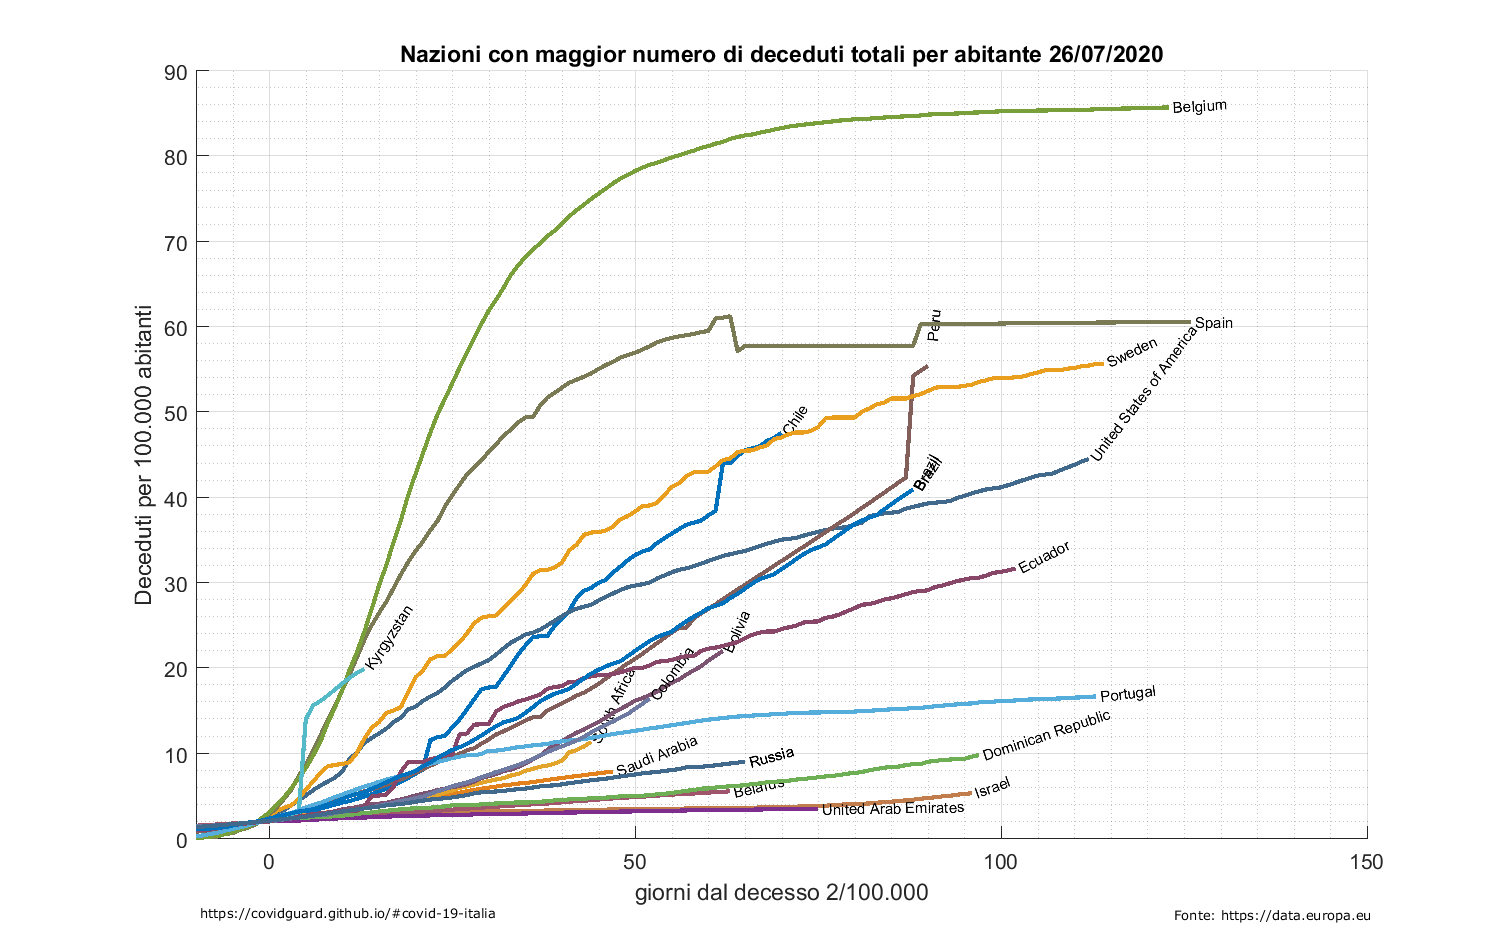 Nazioni con maggior numero di deceduti totali per abitante 26/07/2020
90
80
70
60
50
40
30
20
10
0
Deceduti per 100.000 abitanti
Belgium
Peru
Spain
Sweden
United States of America
Chile
Brazil
Brazil
Ecuador
Kyrgyzstan
Bolivia
Colombia
South Africa
Portugal
Dominican Republic
Saudi Arabia
Russia
Belarus
Israel
United Arab Emirates
0
50
100
150
giorni dal decesso 2/100.000
https://covidguard.github.io/#covid-19-italia
Fonte: https://data.europa.eu